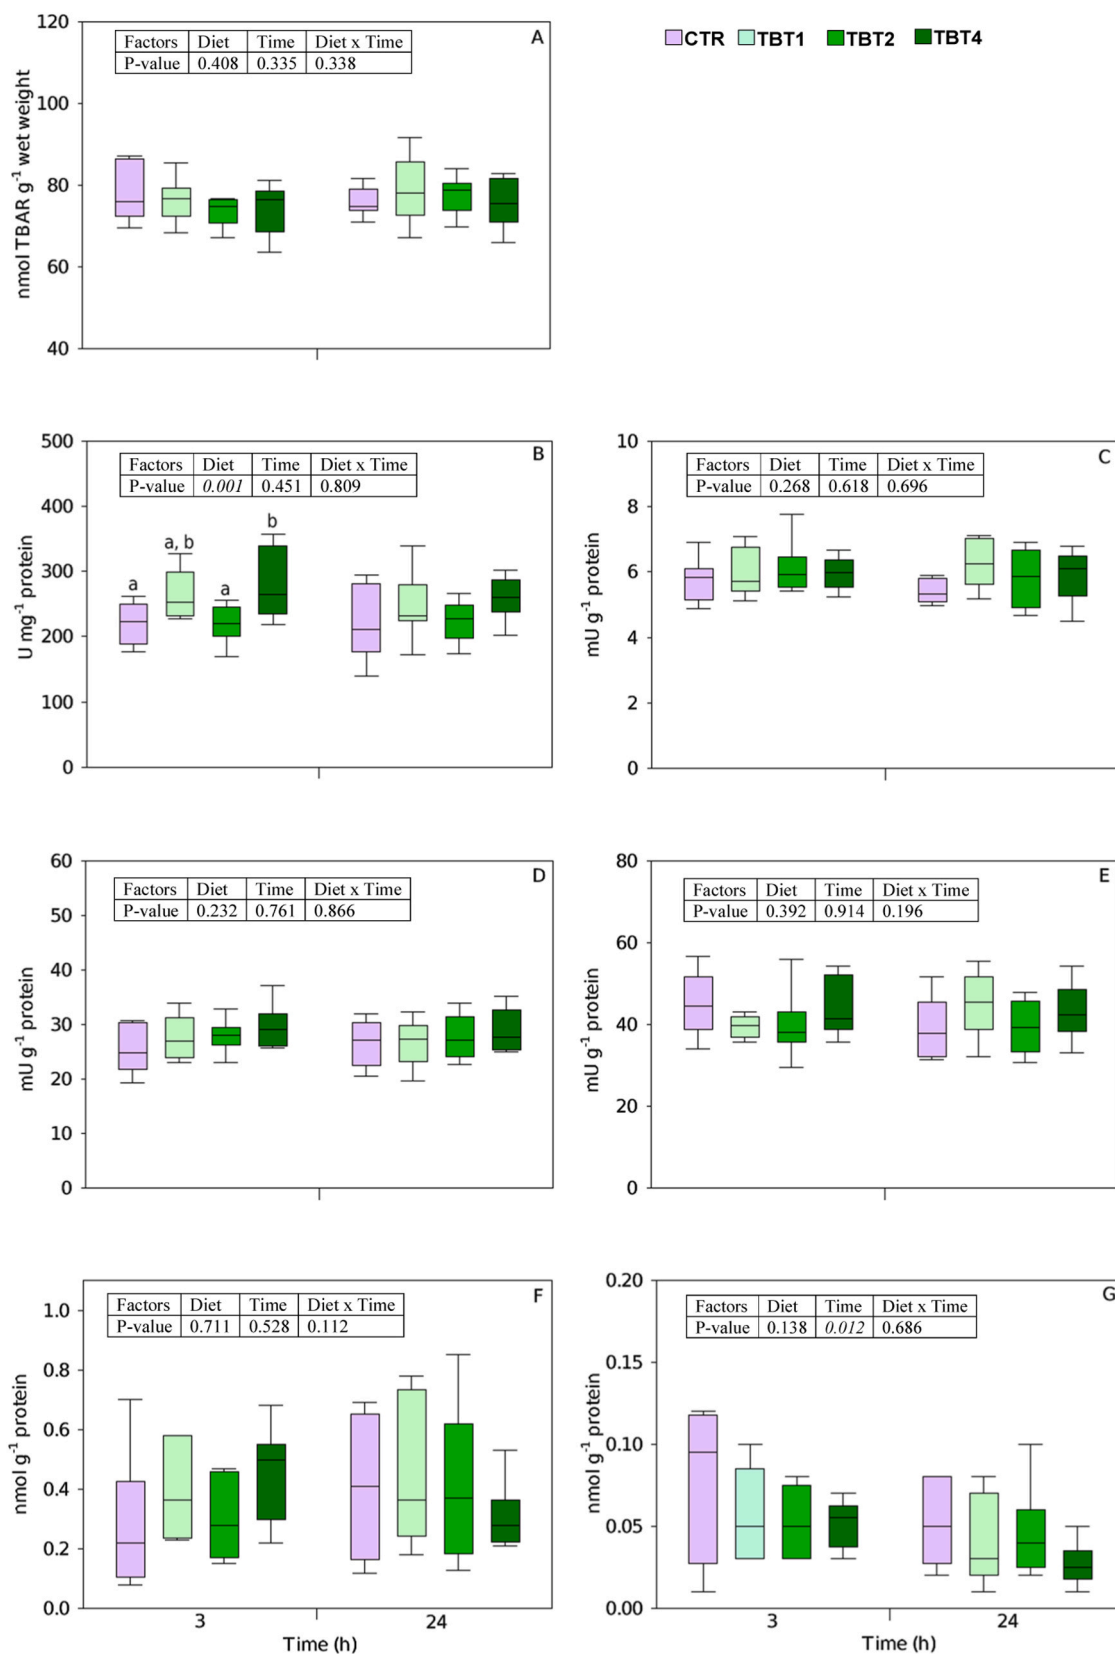 CTR TBT1 TBT2 TBT4
A
Factors Diet Time Diet x Time
P-value 0.408 0.335 0.338
nmol TBAR g-1 wet weight
120
100
80
60
40
B
Factors Diet Time Diet x Time
P-value 0.001 0.451 0.809
U mg-1 protein
500
400
300
200
100
0
a a, b a b
C
Factors Diet Time Diet x Time
P-value 0.268 0.618 0.696
mU g-1 protein
10
8
6
4
2
0
D
Factors Diet Time Diet x Time
P-value 0.232 0.761 0.866
mU g-1 protein
60
50
40
30
20
10
0
E
Factors Diet Time Diet x Time
P-value 0.392 0.914 0.196
mU g-1 protein
80
60
40
20
0
F
Factors Diet Time Diet x Time
P-value 0.711 0.528 0.112
nmol g-1 protein
1.0
0.8
0.6
0.4
0.2
0.0
3 24
Time (h)
G
Factors Diet Time Diet x Time
P-value 0.138 0.012 0.686
nmol g-1 protein
0.20
0.15
0.10
0.05
0.00
3 24
Time (h)